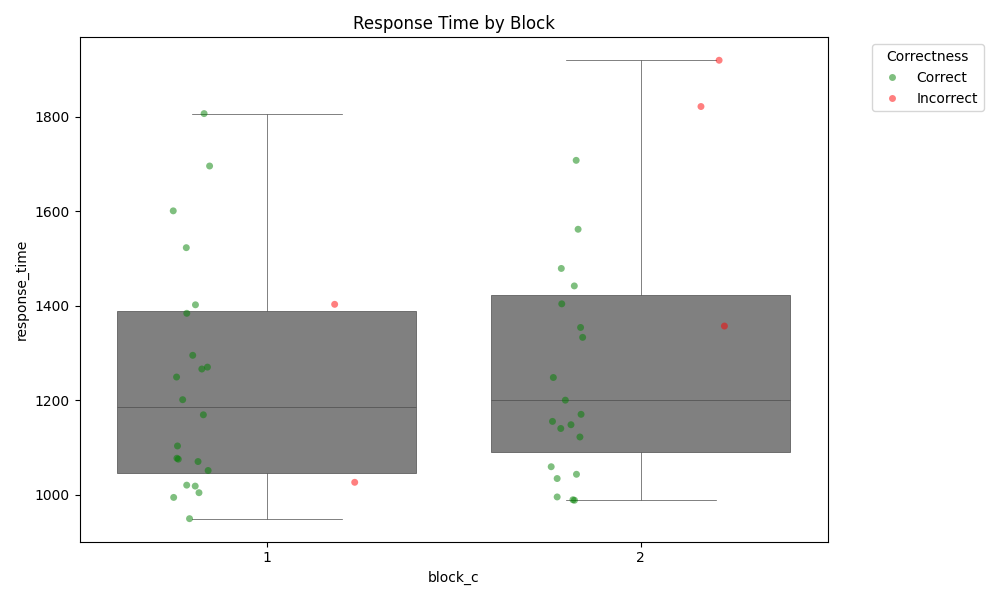 Response Time by Block
Correctness
Correct
Incorrect
response_time
1800
1600
1400
1200
1000
1
2
block_c